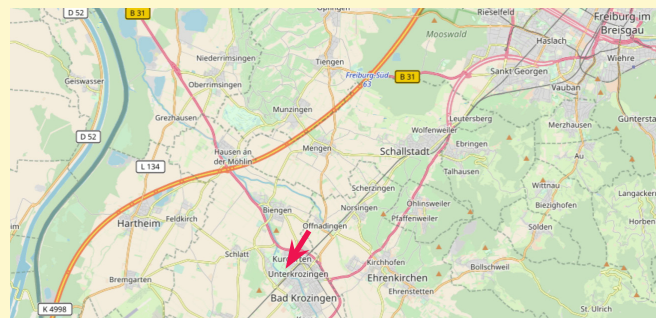 D 52
B 31
Opfingen
Rieselfeld
Freiburg im
Breisgau
Mooswald
Haslach
Niederrimsingen
Tiengen
Wiehre
Geiswasser
Oberrimsingen
Freiburg-Süd
63
B 31
Sankt Georgen
Vauban
Munzingen
Grezhausen
Leutersberg
Merzhausen
Günterstal
D 52
Wolfenweiler
Hausen an
der Möhlin
Mengen
Schallstadt
Ebringen
L 134
Au
Talhausen
Scherzingen
Wittnau
Langackern
Biengen
Norsingen
Öhlinsweiler
Biezighofen
Hartheim
Feldkirch
Pfaffenweiler
Horben
Offnadingen
Sölden
Schlatt
Kurgarten
Kirchhofen
Unterkrozingen
Bollschweil
Bremgarten
Ehrenkirchen
Ehrenstetten
Bad Krozingen
K 4998
St. Ulrich